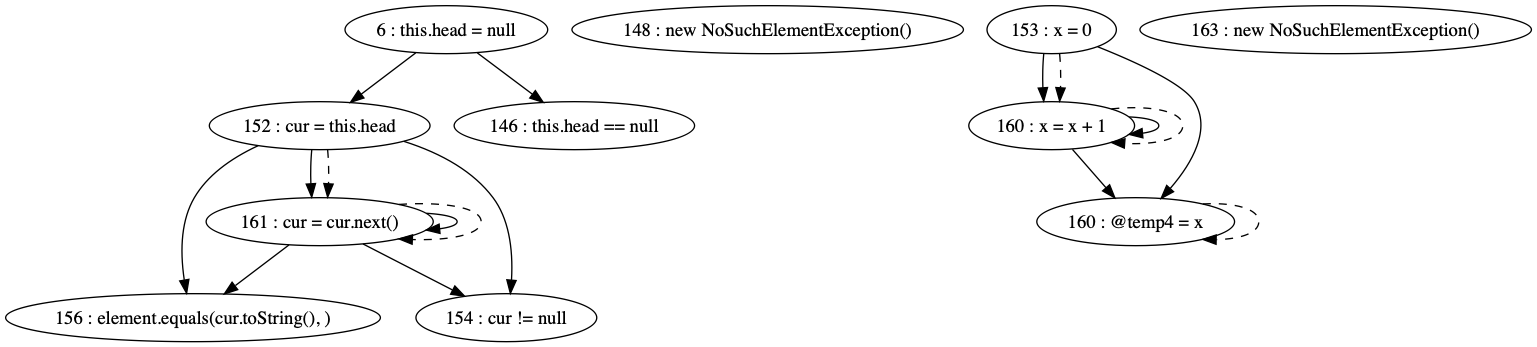 6 : this.head = null
148 : new NoSuchElementException()
153 : x = 0
163 : new NoSuchElementException()
152 : cur = this.head
146 : this.head == null
160 : x = x + 1
161 : cur = cur.next()
160 : @temp4 = x
156 : element.equals(cur.toString(), )
154 : cur != null